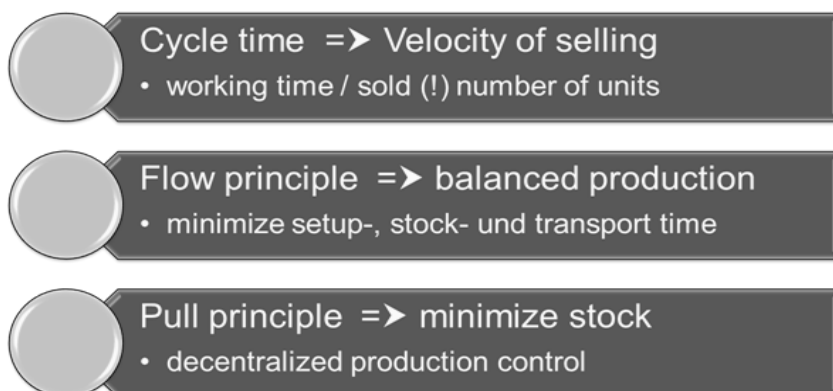 Cycle time => Velocity of selling
• working time / sold (!) number of units
Flow principle => balanced production
• minimize setup-, stock- und transport time
Pull principle => minimize stock
• decentralized production control